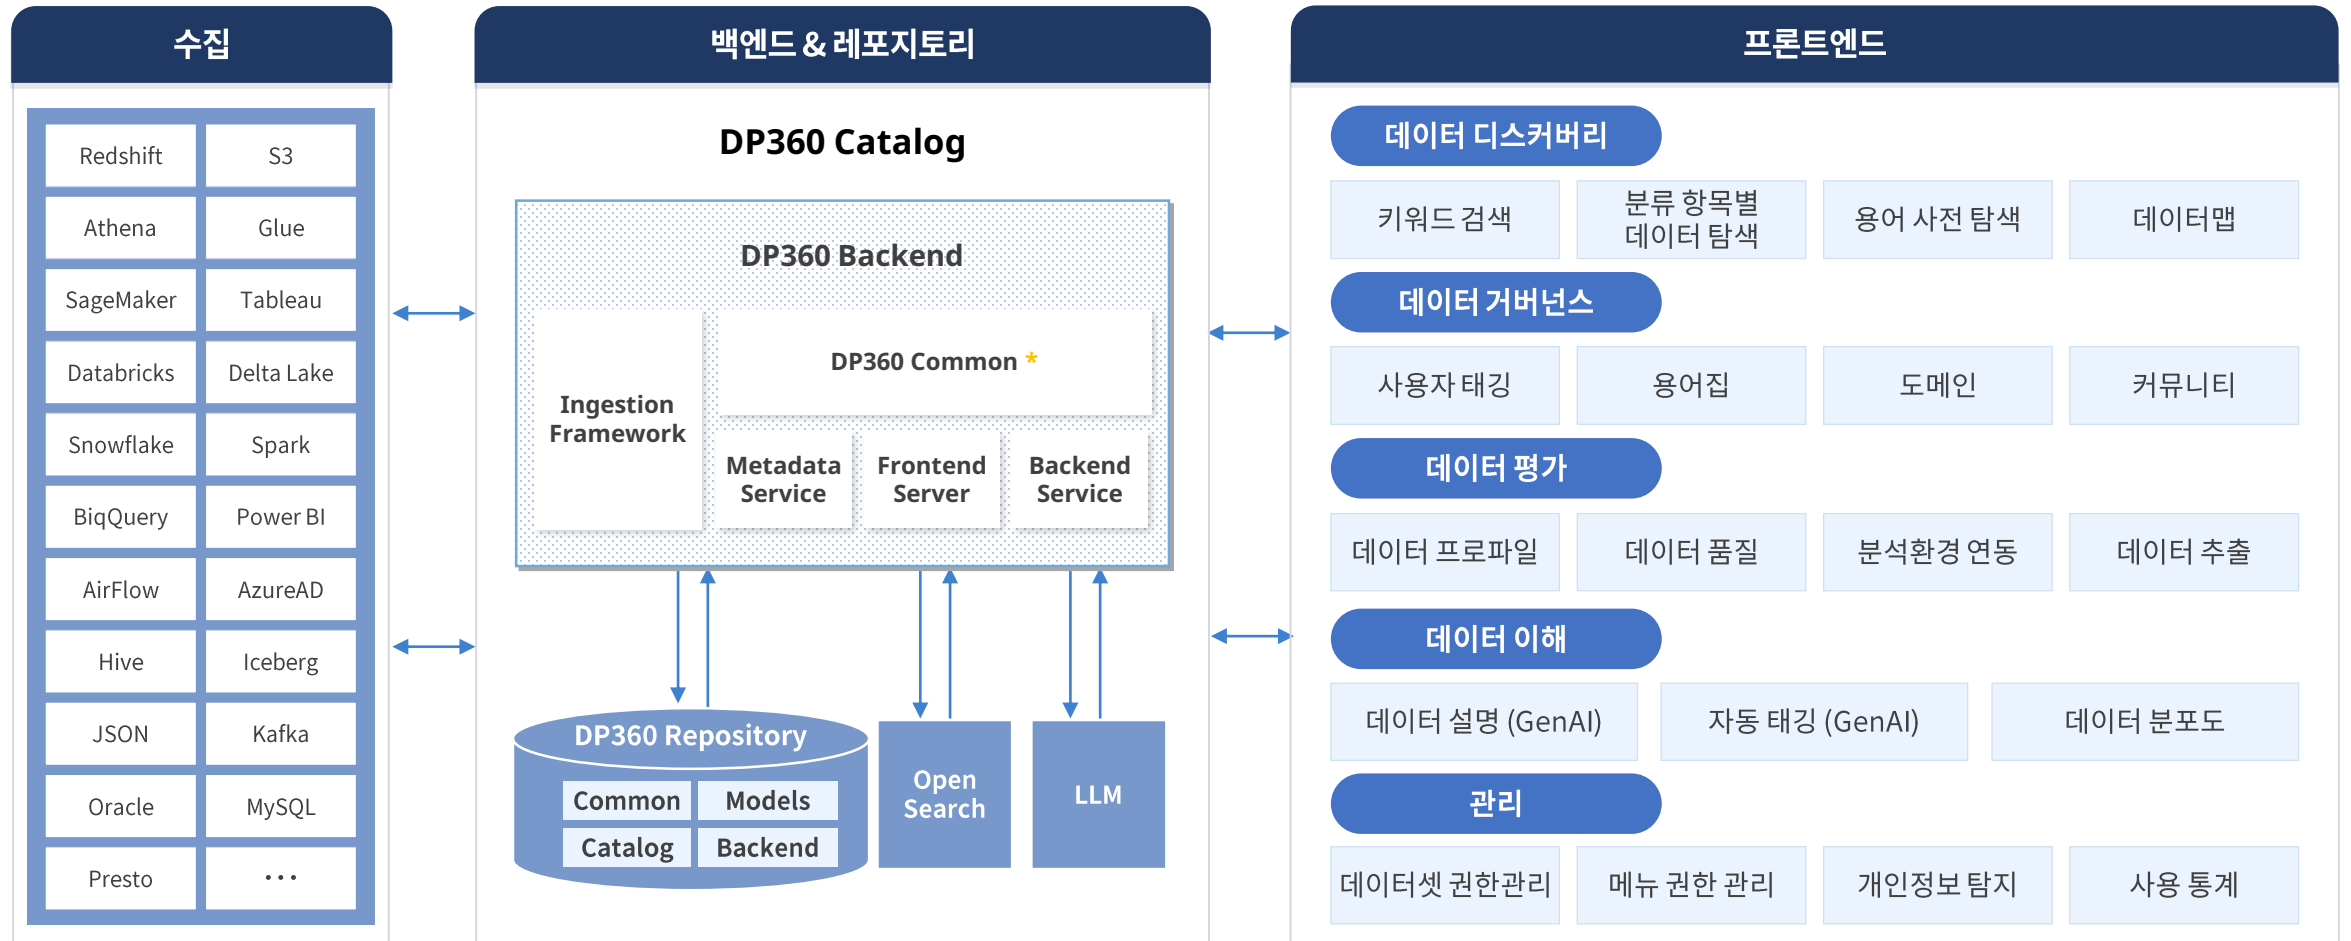 수집
Redshift
S3
Athena
Glue
SageMaker
Tableau
Databricks
Delta Lake
Snowflake
Spark
BiqQuery
Power BI
AirFlow
AzureAD
Hive
Iceberg
JSON
Kafka
Oracle
MySQL
Presto
...
백엔드 & 레포지토리
DP360 Catalog
DP360 Backend
Ingestion
Framework
DP360 Common *
Metadata
Service
Frontend
Server
Backend
Service
DP360 Repository
Common
Models
Catalog
Backend
Open
Search
LLM
프론트엔드
데이터 디스커버리
키워드 검색
분류 항목별
데이터 탐색
용어 사전 탐색
데이터맵
데이터 거버넌스
사용자 태깅
용어집
도메인
커뮤니티
데이터 평가
데이터 프로파일
데이터 품질
분석환경 연동
데이터 추출
데이터 이해
데이터 설명 (GenAI)
자동 태깅 (GenAI)
데이터 분포도
관리
데이터셋 권한관리
메뉴 권한 관리
개인정보 탐지
사용 통계